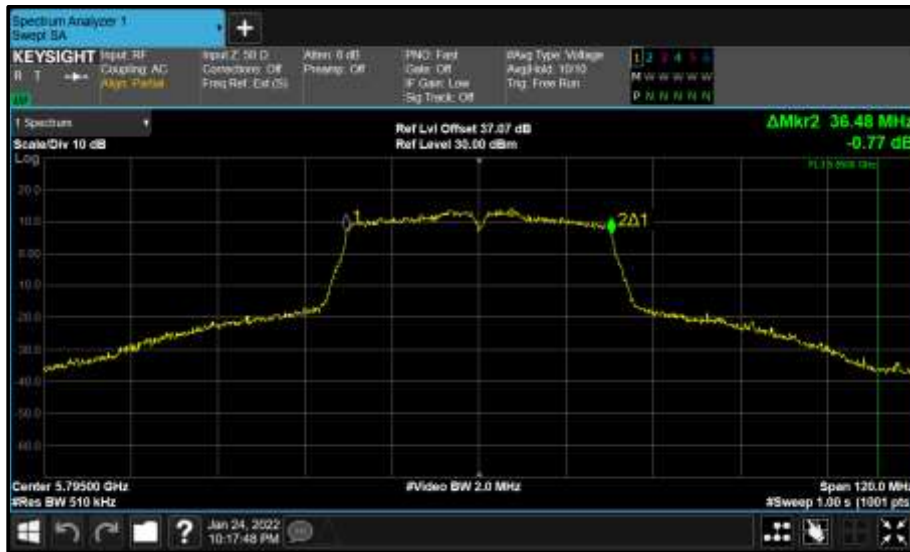 Spectrum Analyzer 1
Swept SA
+
KEYSIGHT
R T
Input: RF
Coupling: AC
Align: Partial
Input Z: 50 Ω
Corrections: Off
Freq Ref: Ext (S)
Atten: 6 dB
Preamp: Off
PNO: Fast
Gate: Off
IF Gain: Low
Sig Track: Off
#Avg Type: Voltage
Avg|Hold: 10/10
Trig: Free Run
1 2 3 4 5 6
M W W W W W
P N N N N N
1 Spectrum
Scale/Div 10 dB
Ref Lvl Offset 37.07 dB
Ref Level 30.00 dBm
ΔMkr2 36.48 MHz
-0.77 dB
Log
20.0
10.0
0.00
-10.0
-20.0
-30.0
-40.0
-50.0
-60.0
1
2Δ1
Center 5.79500 GHz
#Res BW 510 kHz
#Video BW 2.0 MHz
Span 120.0 MHz
#Sweep 1.00 s (1001 pts
?
Jan 24, 2022
10:17:48 PM